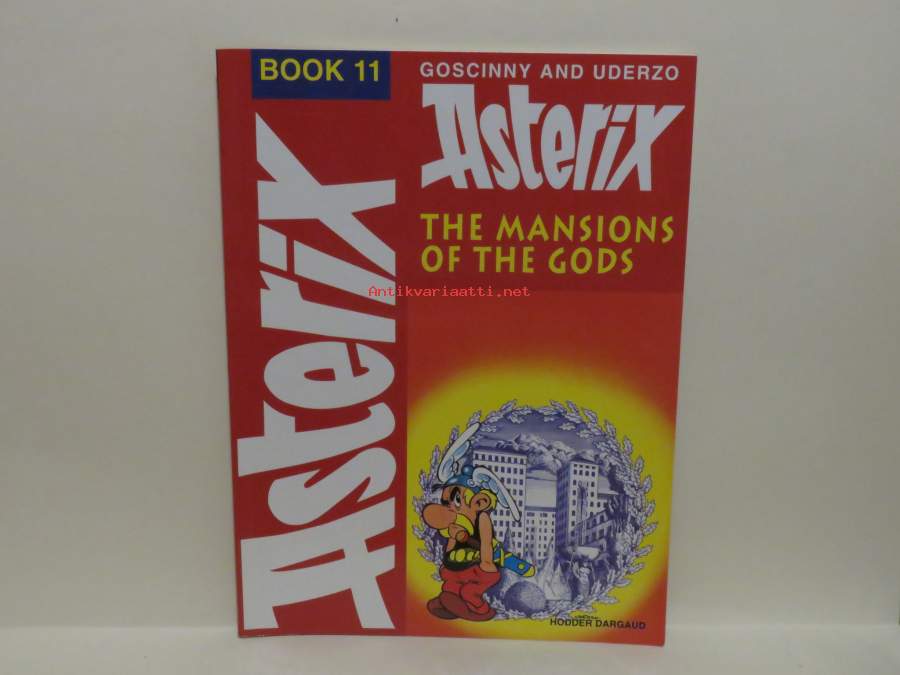 BOOK 11
Asterix
GOSCINNY AND UDERZO
Asterix
THE MANSIONS
OF THE GODS
Antikvariaatti.net
HODDER DARGAUD